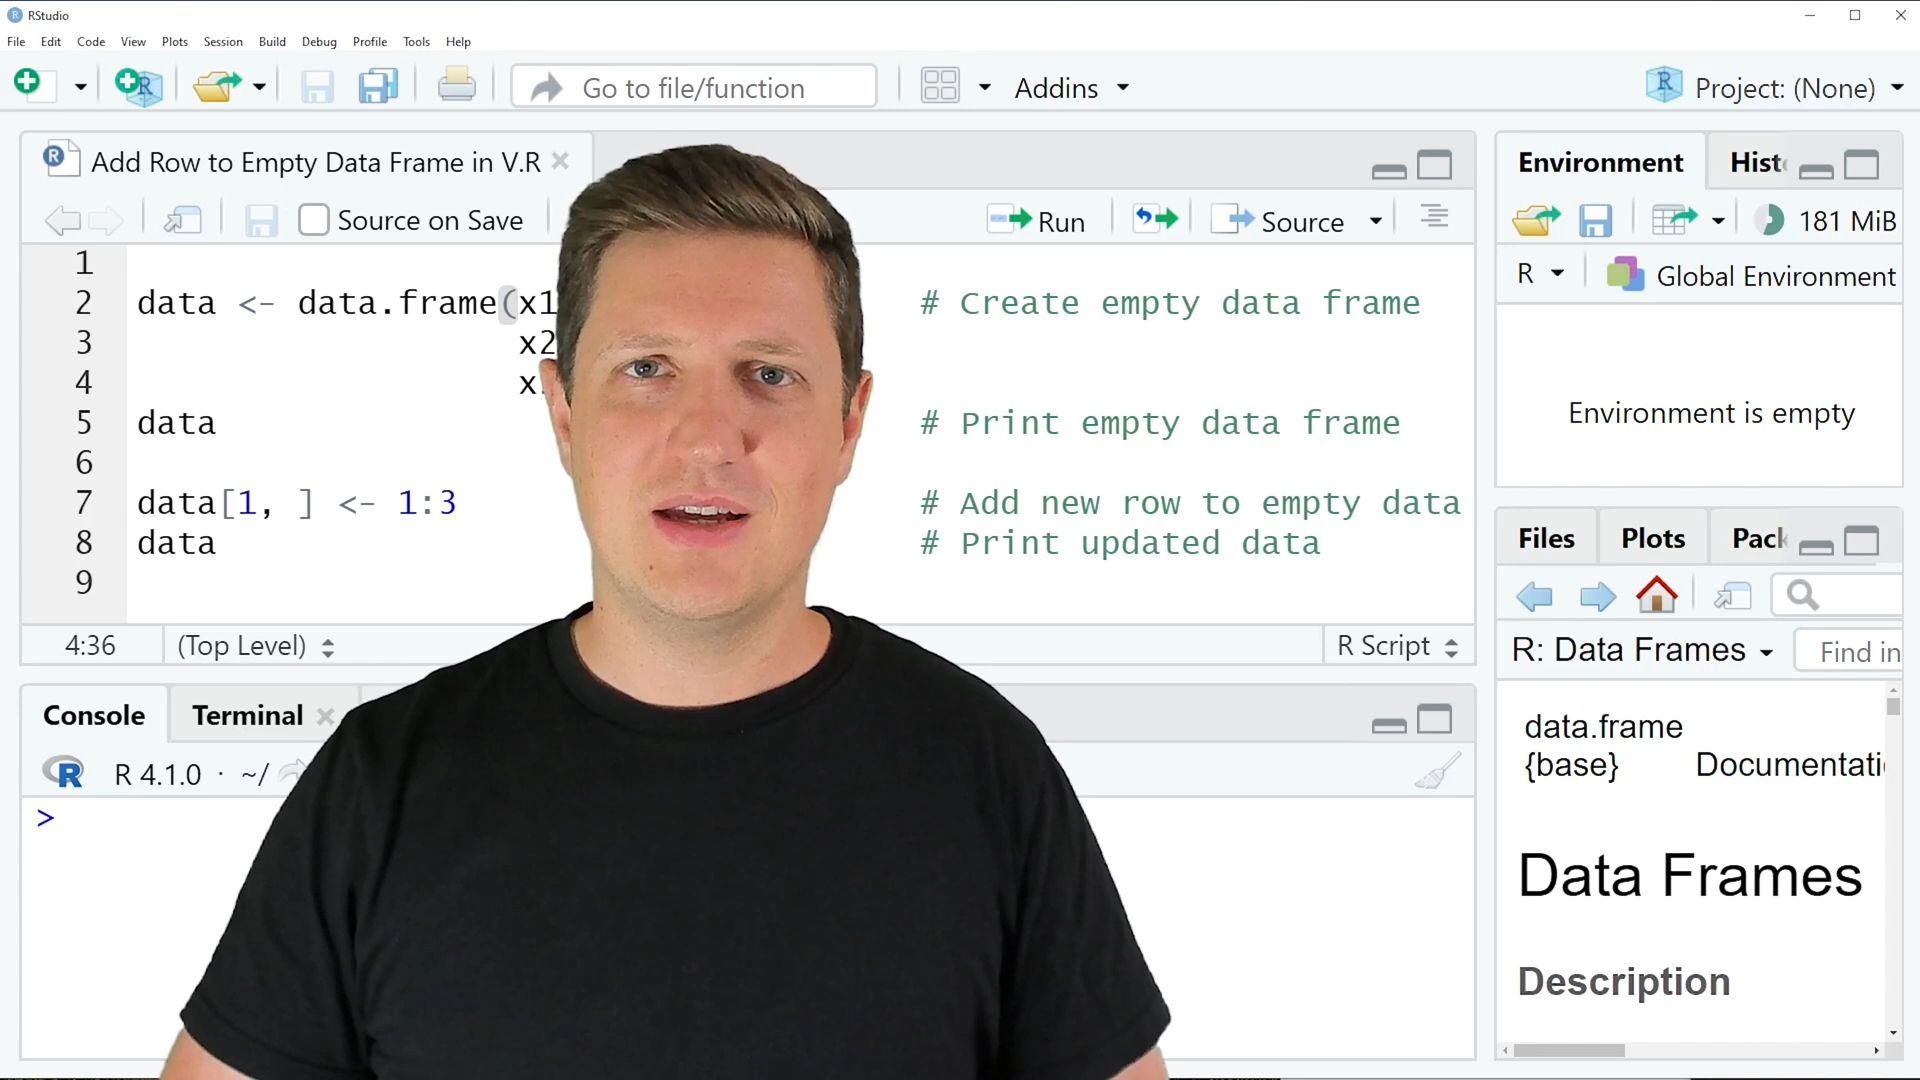 RStudio
File Edit Code View Plots Session Build Debug Profile Tools Help
Go to file/function
Addins
Project: (None)
Add Row to Empty Data Frame in V.R
Source on Save
Run
Source
1
2 data <- data.frame(x1 # Create empty data frame
3 x2
4 x
5 data # Print empty data frame
6
7 data[1, ] <- 1:3 # Add new row to empty data
8 data # Print updated data
9
4:36 (Top Level) R Script
Console Terminal
R 4.1.0 · ~/
>
Environment Hist
181 MiB
R Global Environment
Environment is empty
Files Plots Pack
R: Data Frames Find in
data.frame
{base} Documentati
Data Frames
Description